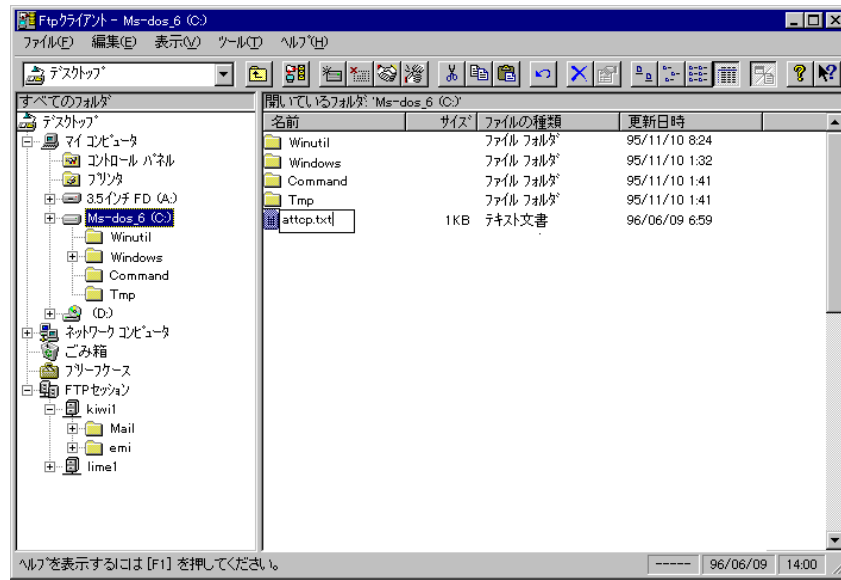 Ftpｸﾗｲｱﾝﾄ - Ms-dos_6 (C:)
ﾌｧｲﾙ(F) 編集(E) 表示(V) ﾂｰﾙ(T) ﾍﾙﾌﾟ(H)
ﾃﾞｽｸﾄｯﾌﾟ
すべてのﾌｫﾙﾀﾞ
開いているﾌｫﾙﾀﾞ: 'Ms-dos_6 (C:)'
ﾃﾞｽｸﾄｯﾌﾟ
ﾏｲ ｺﾝﾋﾟｭｰﾀ
ｺﾝﾄﾛｰﾙ ﾊﾟﾈﾙ
ﾌﾟﾘﾝﾀ
3.5ｲﾝﾁ FD (A:)
Ms-dos_6 (C:)
Winutil
Windows
Command
Tmp
(D:)
ﾈｯﾄﾜｰｸ ｺﾝﾋﾟｭｰﾀ
ごみ箱
ﾌﾞﾘｰﾌｹｰｽ
FTPｾｯｼｮﾝ
kiwi1
Mail
emi
lime1
名前 ｻｲｽﾞ ﾌｧｲﾙの種類 更新日時
Winutil ﾌｧｲﾙ ﾌｫﾙﾀﾞ 95/11/10 8:24
Windows ﾌｧｲﾙ ﾌｫﾙﾀﾞ 95/11/10 1:32
Command ﾌｧｲﾙ ﾌｫﾙﾀﾞ 95/11/10 1:41
Tmp ﾌｧｲﾙ ﾌｫﾙﾀﾞ 95/11/10 1:41
attcp.txt 1KB ﾃｷｽﾄ文書 96/06/09 6:59
ﾍﾙﾌﾟを表示するには [F1] を押してください。
----- 96/06/09 14:00